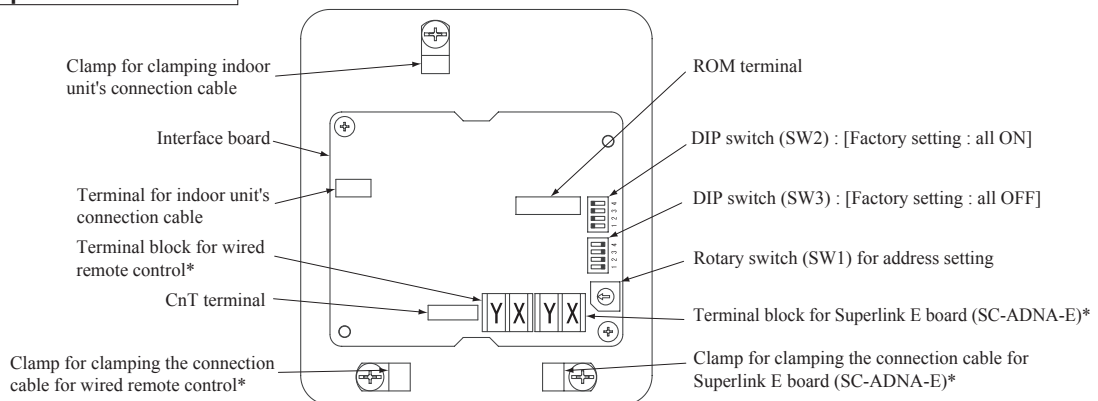 Clamp for clamping indoor
unit's connection cable
Interface board
Terminal for indoor unit's
connection cable
Terminal block for wired
remote control*
CnT terminal
Clamp for clamping the connection
cable for wired remote control*
ROM terminal
DIP switch (SW2) : [Factory setting : all ON]
DIP switch (SW3) : [Factory setting : all OFF]
Rotary switch (SW1) for address setting
Terminal block for Superlink E board (SC-ADNA-E)*
Clamp for clamping the connection cable for
Superlink E board (SC-ADNA-E)*
1 2 3 4
1 2 3 4
Y X Y X